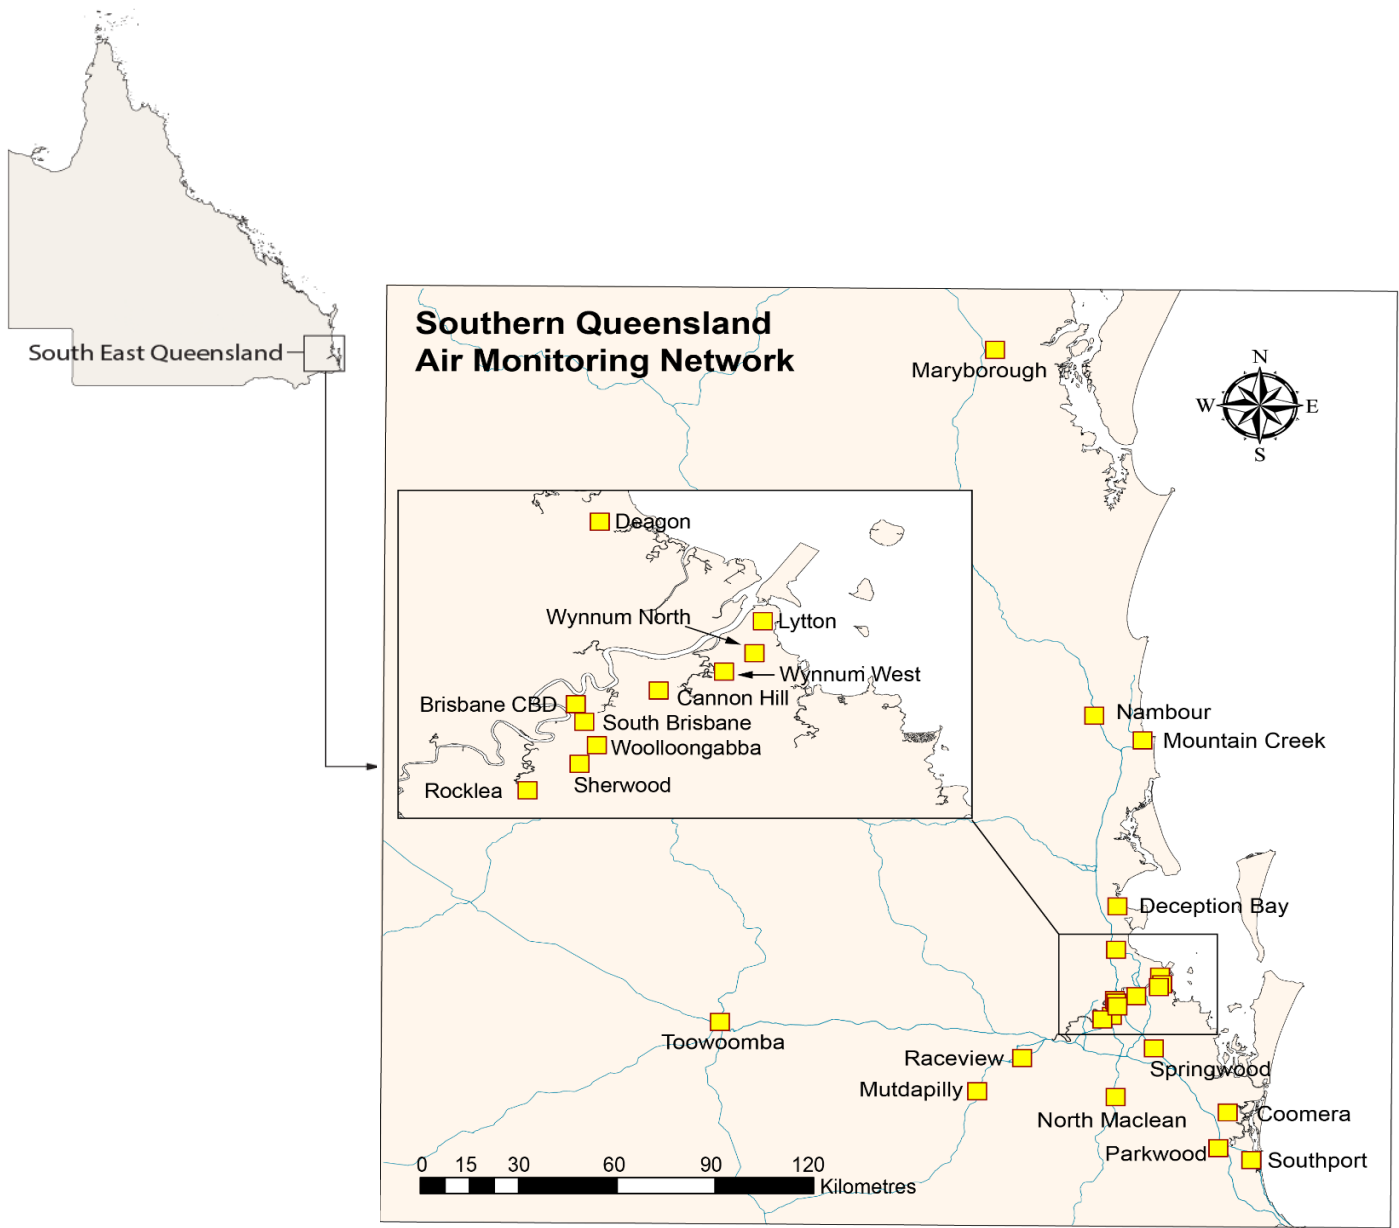 South East Queensland
Southern Queensland
Air Monitoring Network
Maryborough
N
W
E
S
Deagon
Wynnum North
Lytton
Wynnum West
Cannon Hill
Brisbane CBD
South Brisbane
Woolloongabba
Sherwood
Rocklea
Nambour
Mountain Creek
Deception Bay
Toowoomba
Raceview
Springwood
Mutdapilly
North Maclean
Coomera
Parkwood
Southport
0 15 30 60 90 120
Kilometres